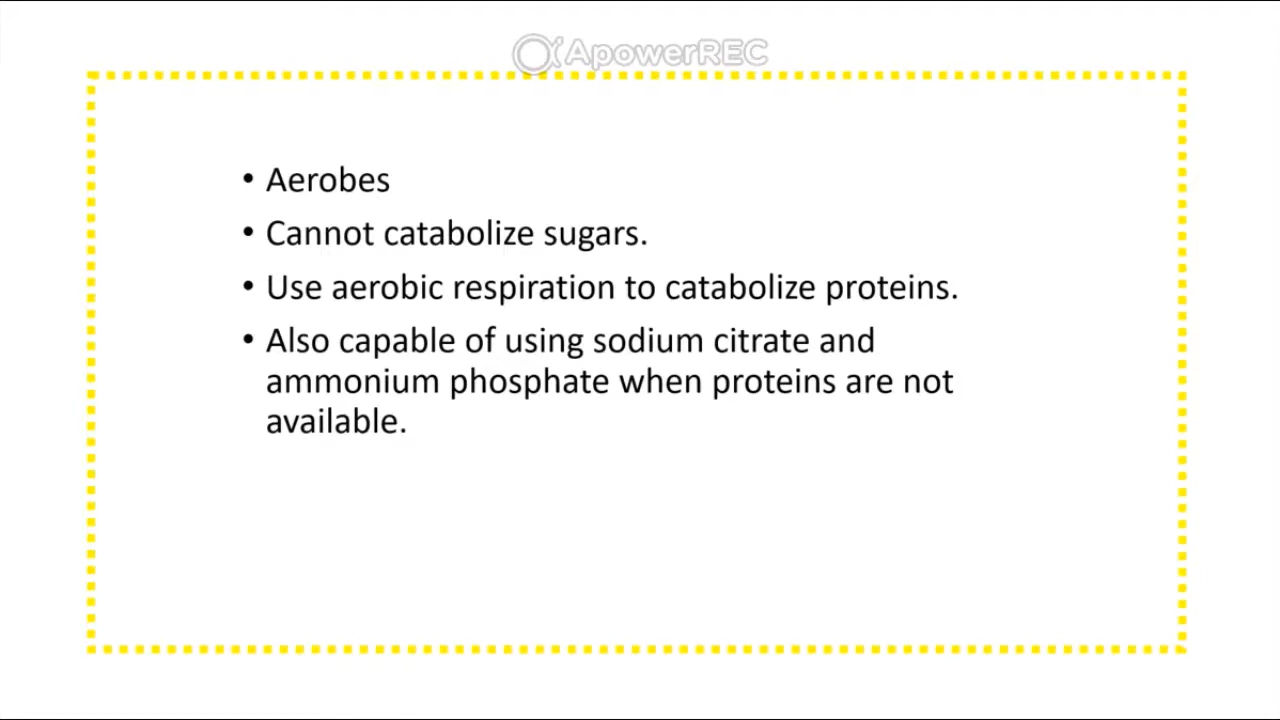 ApowerREC
• Aerobes
• Cannot catabolize sugars.
• Use aerobic respiration to catabolize proteins.
• Also capable of using sodium citrate and
ammonium phosphate when proteins are not
available.